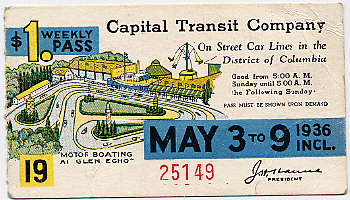 $1. WEEKLY PASS
Capital Transit Company
On Street Car Lines in the
District of Columbia
Good from 5:00 A.M.
Sunday until 5:00 A.M.
the Following Sunday
PASS MUST BE SHOWN UPON DEMAND
MAY 3 TO 9 1936 INCL.
19
"MOTOR BOATING
AT GLEN ECHO"
25149
PRESIDENT